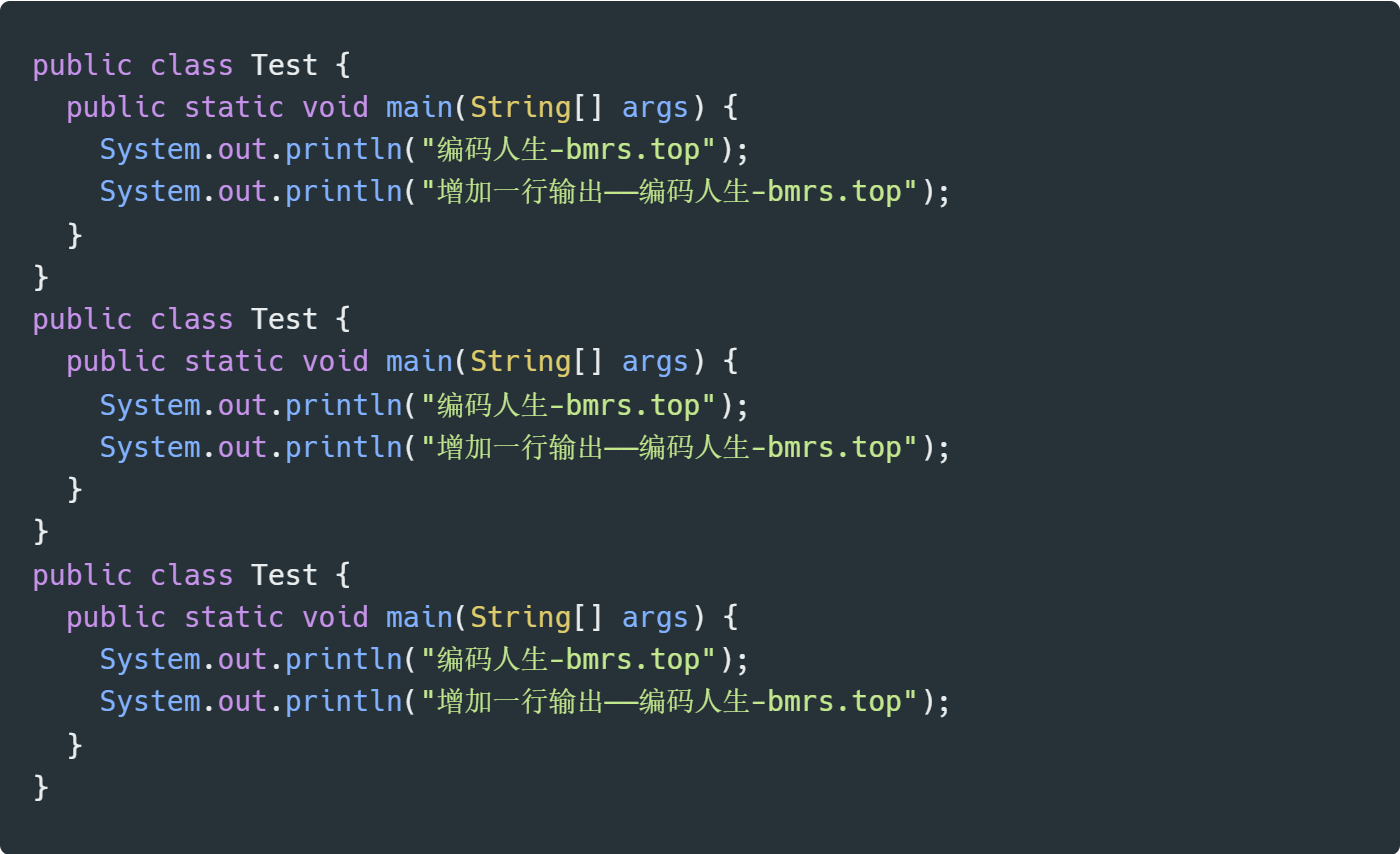 public class Test {
  public static void main(String[] args) {
    System.out.println("编码人生-bmrs.top");
    System.out.println("增加一行输出——编码人生-bmrs.top");
  }
}
public class Test {
  public static void main(String[] args) {
    System.out.println("编码人生-bmrs.top");
    System.out.println("增加一行输出——编码人生-bmrs.top");
  }
}
public class Test {
  public static void main(String[] args) {
    System.out.println("编码人生-bmrs.top");
    System.out.println("增加一行输出——编码人生-bmrs.top");
  }
}